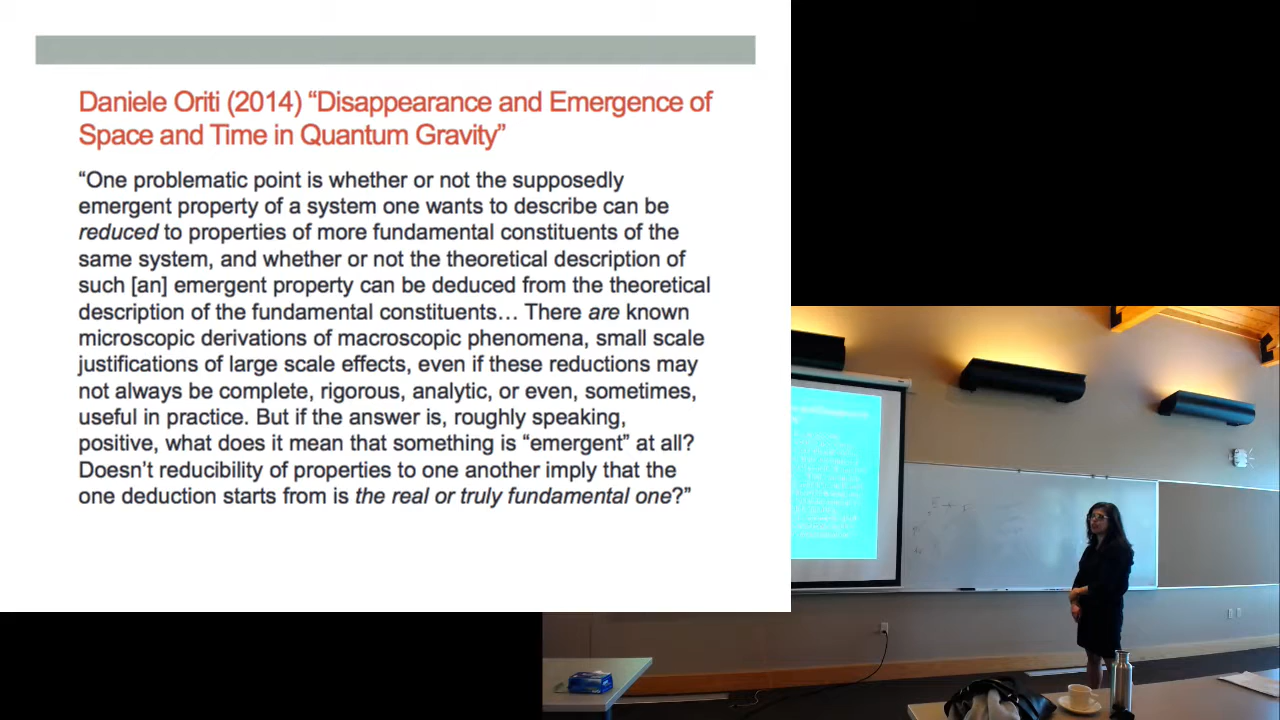 Daniele Oriti (2014) “Disappearance and Emergence of
Space and Time in Quantum Gravity”
“One problematic point is whether or not the supposedly
emergent property of a system one wants to describe can be
reduced to properties of more fundamental constituents of the
same system, and whether or not the theoretical description of
such [an] emergent property can be deduced from the theoretical
description of the fundamental constituents… There are known
microscopic derivations of macroscopic phenomena, small scale
justifications of large scale effects, even if these reductions may
not always be complete, rigorous, analytic, or even, sometimes,
useful in practice. But if the answer is, roughly speaking,
positive, what does it mean that something is “emergent” at all?
Doesn’t reducibility of properties to one another imply that the
one deduction starts from is the real or truly fundamental one?”